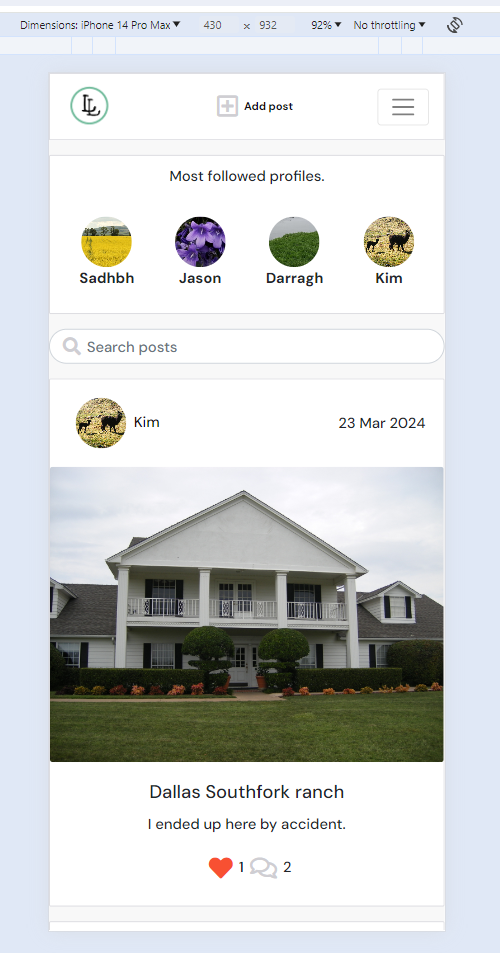 Dimensions: iPhone 14 Pro Max ▼ 430 × 932 92% ▼ No throttling ▼
LL
Add post
Most followed profiles.
Sadhbh Jason Darragh Kim
Search posts
Kim 23 Mar 2024
Dallas Southfork ranch
I ended up here by accident.
1 2